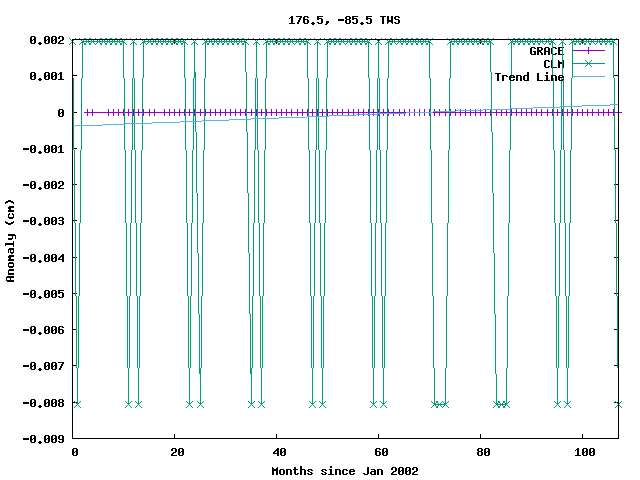 176.5, -85.5 TWS
GRACE
CLM
Trend Line
0.002
0.001
0
-0.001
-0.002
-0.003
-0.004
-0.005
-0.006
-0.007
-0.008
-0.009
Anomaly (cm)
0 20 40 60 80 100
Months since Jan 2002